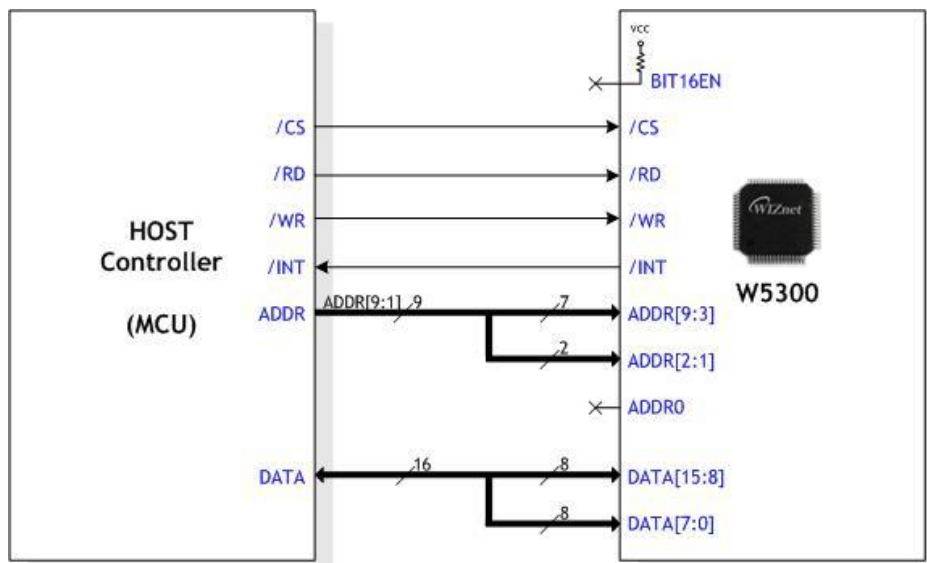 vcc
BIT16EN
/CS
/CS
/RD
/RD
/WR
/WR
/INT
/INT
HOST
Controller
(MCU)
WIZnet
W5300
ADDR
ADDR[9:1]
9
7
ADDR[9:3]
2
ADDR[2:1]
ADDR0
DATA
16
8
DATA[15:8]
8
DATA[7:0]